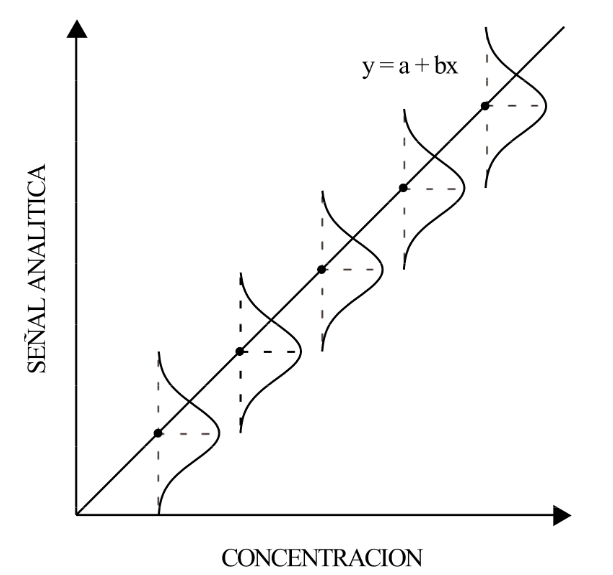 y = a + bx
SEÑAL ANALITICA
CONCENTRACION